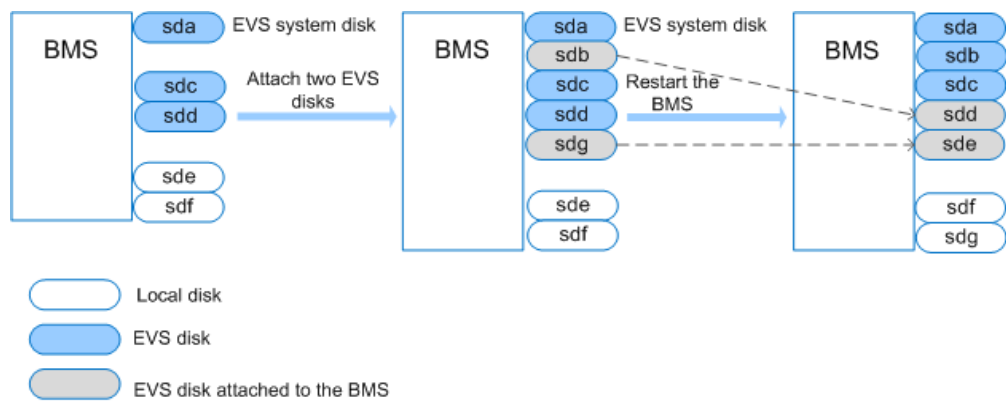 BMS
sda
EVS system disk
sdc
sdd
sde
sdf
Attach two EVS
disks
BMS
sda
EVS system disk
sdb
sdc
sdd
sdg
sde
sdf
Restart the
BMS
BMS
sda
sdb
sdc
sdd
sde
sdf
sdg
Local disk
EVS disk
EVS disk attached to the BMS